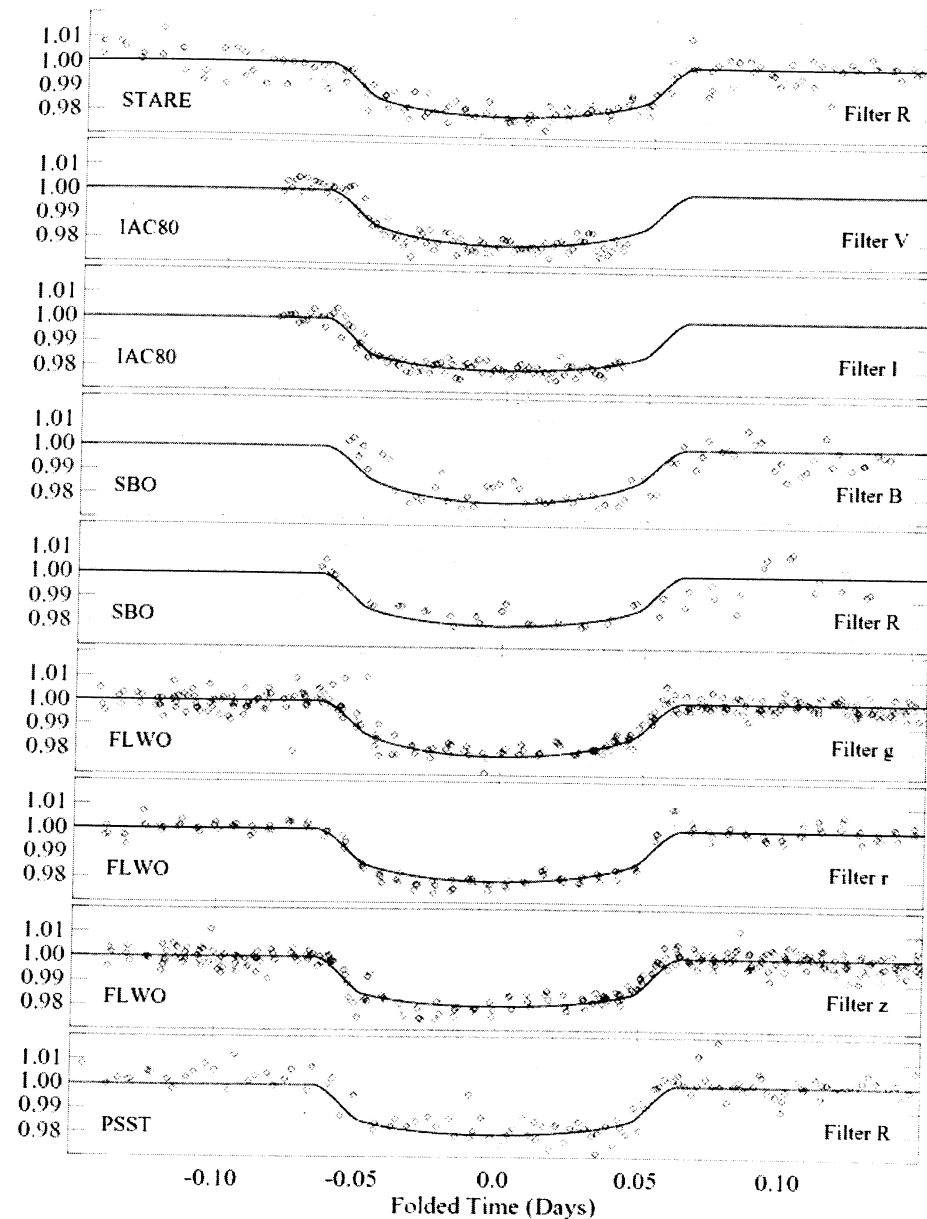 1.01
1.00
0.99
0.98
STARE
Filter R
1.01
1.00
0.99
0.98
IAC80
Filter V
1.01
1.00
0.99
0.98
IAC80
Filter I
1.01
1.00
0.99
0.98
SBO
Filter B
1.01
1.00
0.99
0.98
SBO
Filter R
1.01
1.00
0.99
0.98
FLWO
Filter g
1.01
1.00
0.99
0.98
FLWO
Filter r
1.01
1.00
0.99
0.98
FLWO
Filter z
1.01
1.00
0.99
0.98
PSST
Filter R
-0.10 -0.05 0.0 0.05 0.10
Folded Time (Days)